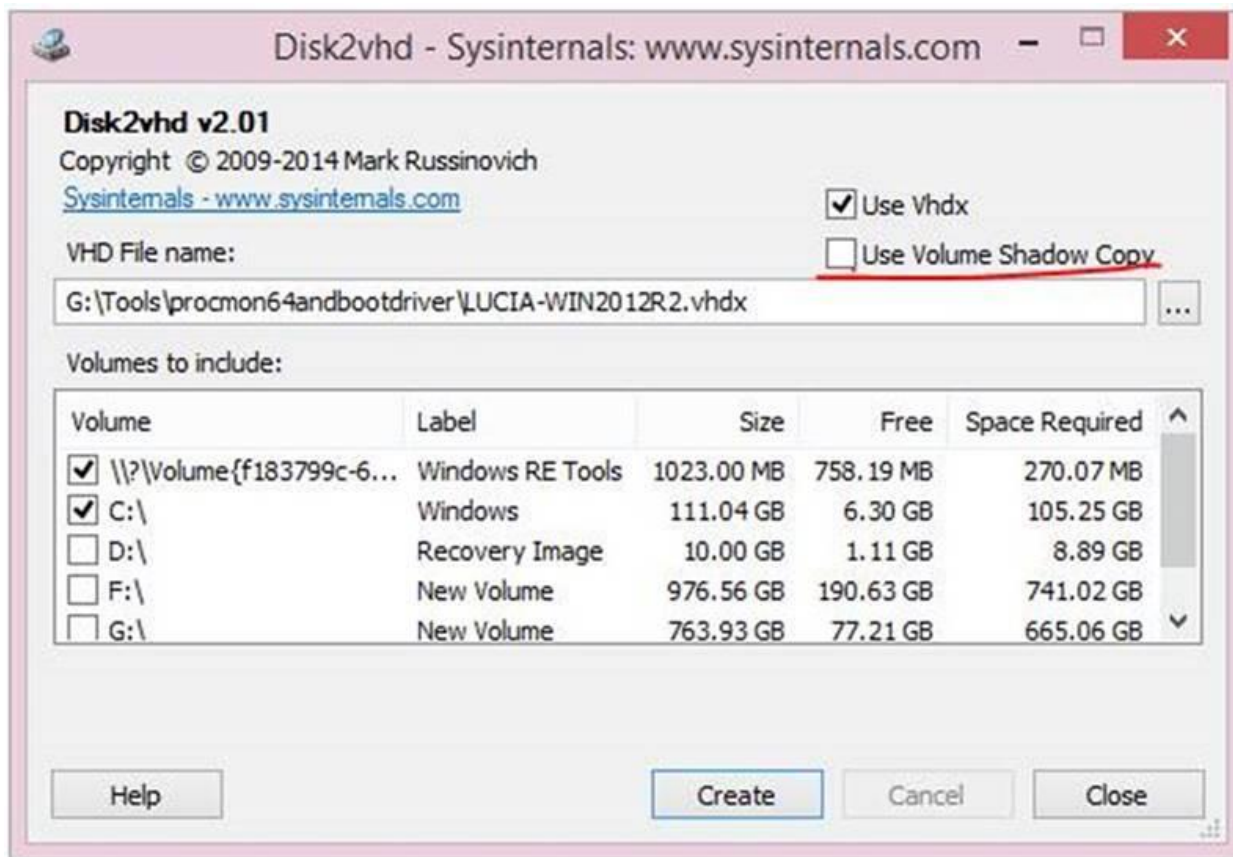 Disk2vhd - Sysinternals: www.sysinternals.com
Disk2vhd v2.01
Copyright © 2009-2014 Mark Russinovich
Sysinternals - www.sysinternals.com
Use Vhdx
VHD File name:
Use Volume Shadow Copy
G:\Tools\procmon64andbootdriver\LUCIA-WIN2012R2.vhdx
...
Volumes to include:
Volume Label Size Free Space Required
\\?\Volume{f183799c-6... Windows RE Tools 1023.00 MB 758.19 MB 270.07 MB
C:\ Windows 111.04 GB 6.30 GB 105.25 GB
D:\ Recovery Image 10.00 GB 1.11 GB 8.89 GB
F:\ New Volume 976.56 GB 190.63 GB 741.02 GB
G:\ New Volume 763.93 GB 77.21 GB 665.06 GB
Help Create Cancel Close